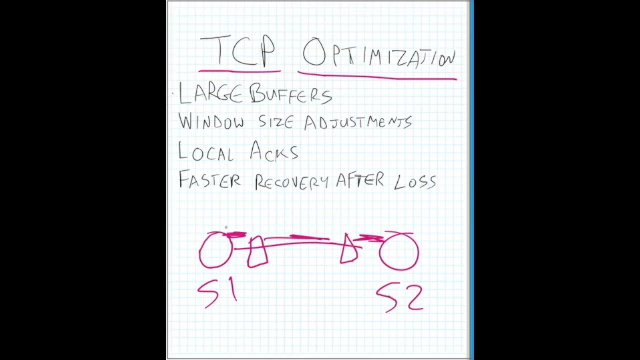 TCP OPTIMIZATION
LARGE BUFFERS
WINDOW SIZE ADJUSTMENTS
LOCAL ACKS
FASTER RECOVERY AFTER LOSS
S1 S2